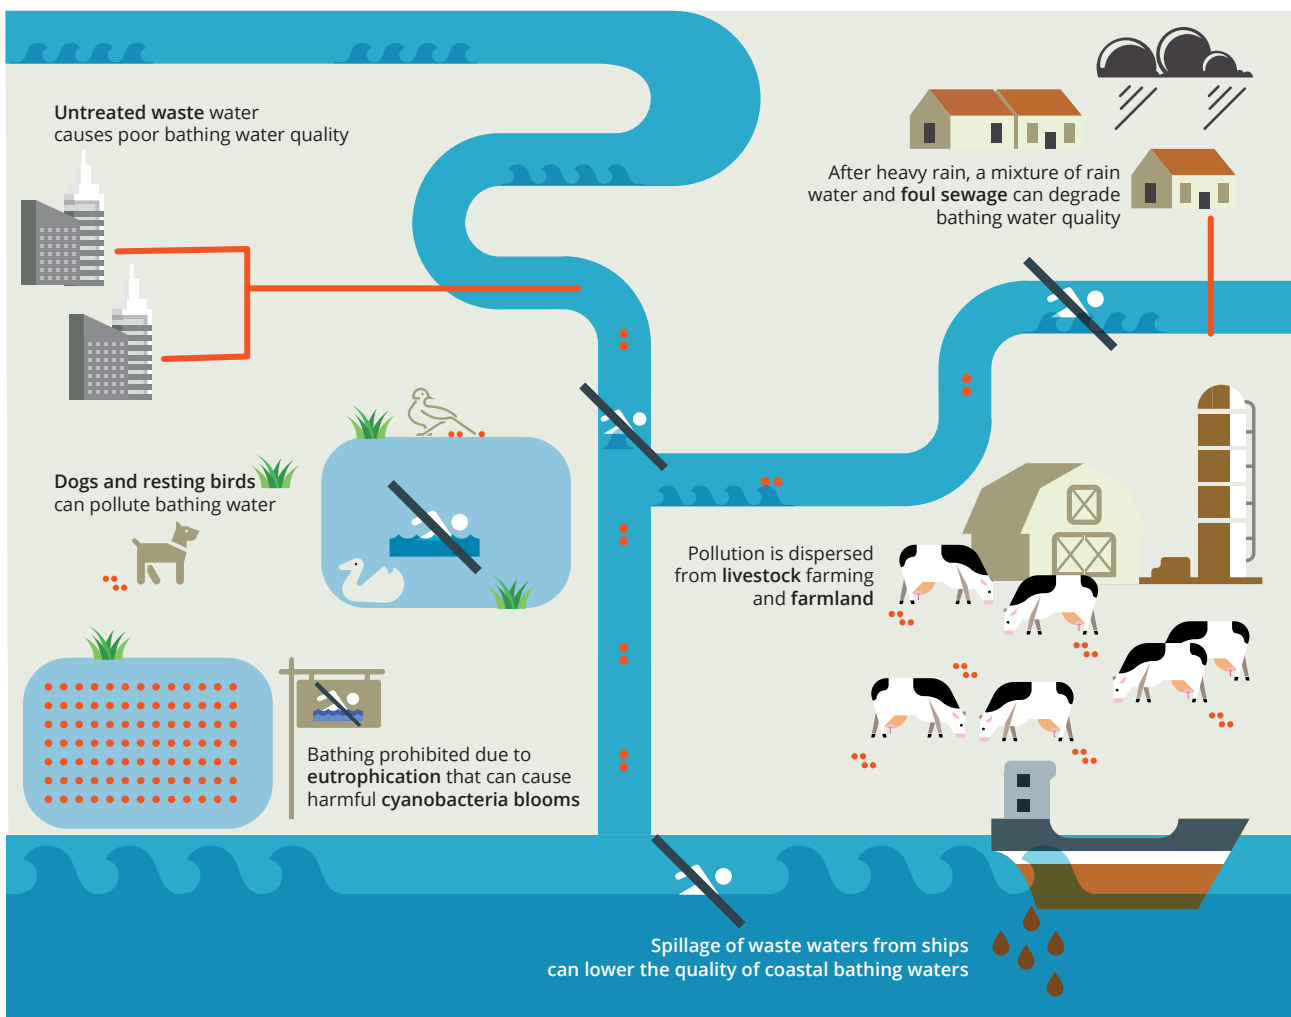 Untreated waste water
causes poor bathing water quality
After heavy rain, a mixture of rain
water and foul sewage can degrade
bathing water quality
Dogs and resting birds
can pollute bathing water
Pollution is dispersed
from livestock farming
and farmland
Bathing prohibited due to
eutrophication that can cause
harmful cyanobacteria blooms
Spillage of waste waters from ships
can lower the quality of coastal bathing waters